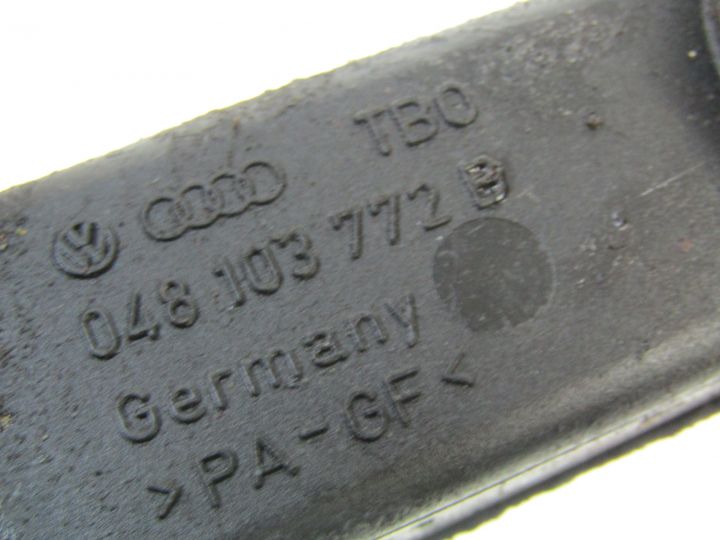 TBO
048 103 772 B
Germany
>PA-GF<